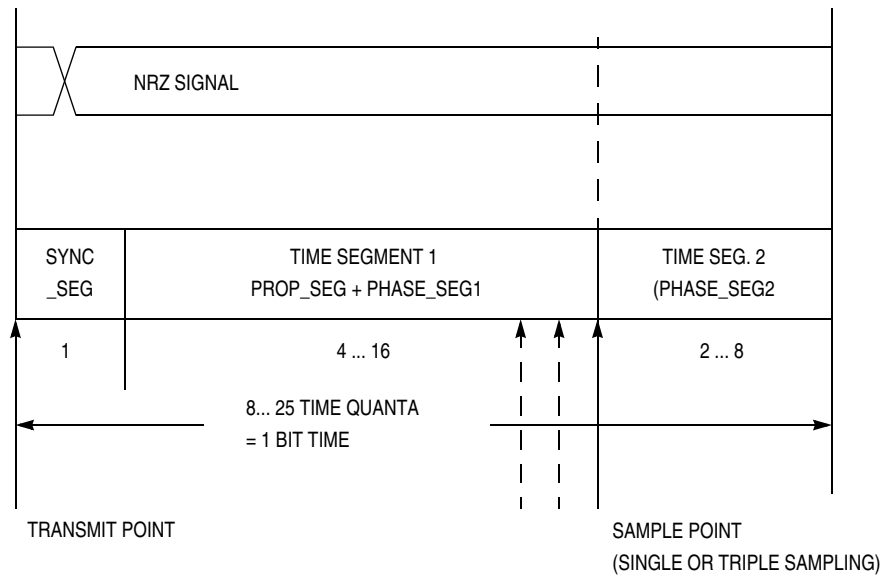 NRZ SIGNAL
SYNC
_SEG
TIME SEGMENT 1
PROP_SEG + PHASE_SEG1
TIME SEG. 2
(PHASE_SEG2
1
4 ... 16
2 ... 8
8... 25 TIME QUANTA
= 1 BIT TIME
TRANSMIT POINT
SAMPLE POINT
(SINGLE OR TRIPLE SAMPLING)